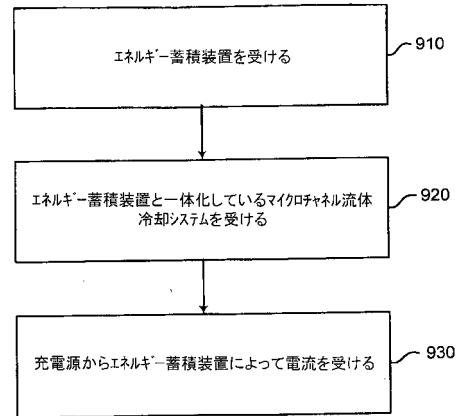 エネルギー蓄積装置を受ける
910
エネルギー蓄積装置と一体化しているマイクロチャネル流体
冷却システムを受ける
920
充電源からエネルギー蓄積装置によって電流を受ける
930